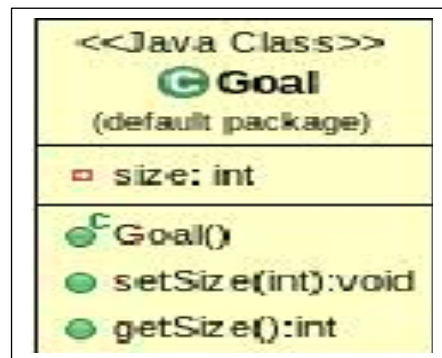 <<Java Class>>
C Goal
(default package)
size: int
C Goal()
setSize(int):void
getSize():int